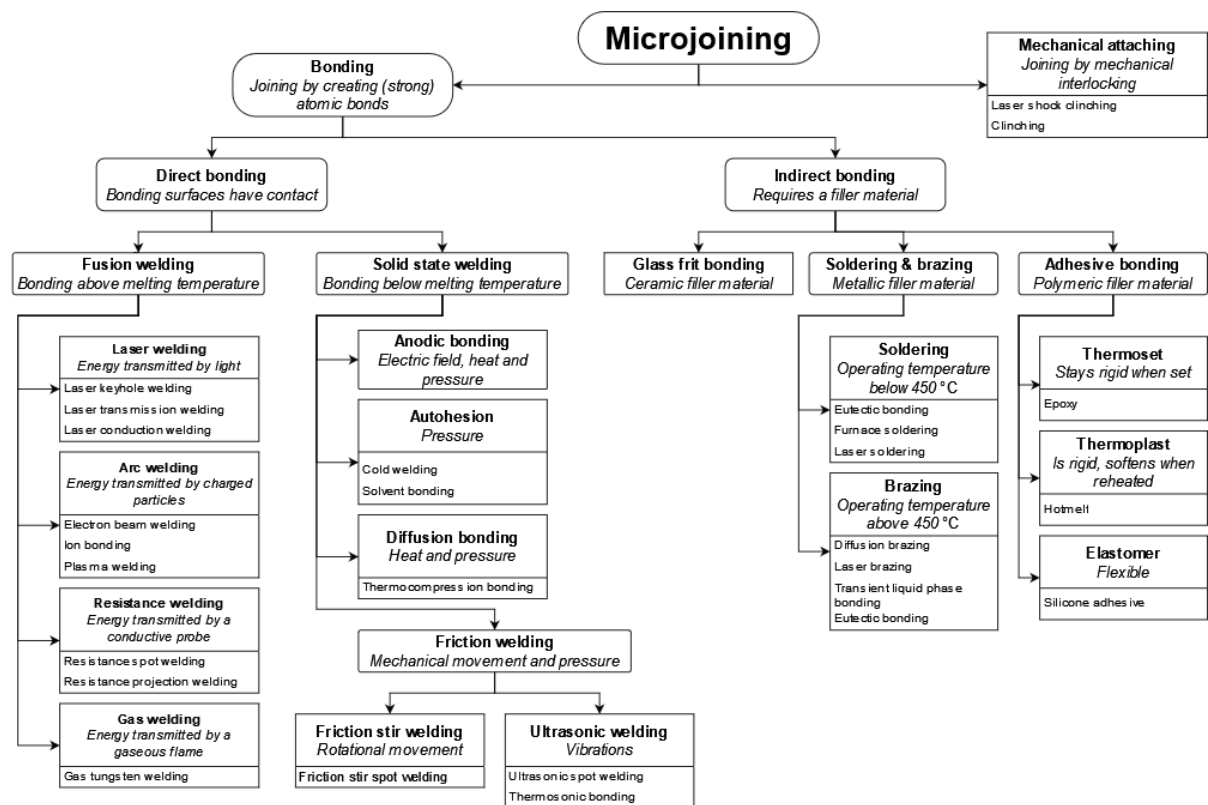 Microjoining
Mechanical attaching
Joining by mechanical
interlocking
Laser shock clinching
Clinching
Bonding
Joining by creating (strong)
atomic bonds
Direct bonding
Bonding surfaces have contact
Indirect bonding
Requires a filler material
Fusion welding
Bonding above melting temperature
Solid state welding
Bonding below melting temperature
Glass frit bonding
Ceramic filler material
Soldering & brazing
Metallic filler material
Adhesive bonding
Polymeric filler material
Laser welding
Energy transmitted by light
Laser keyhole welding
Laser transmission welding
Laser conduction welding
Arc welding
Energy transmitted by charged
particles
Electron beam welding
Ion bonding
Plasma welding
Resistance welding
Energy transmitted by a
conductive probe
Resistance spot welding
Resistance projection welding
Gas welding
Energy transmitted by a
gaseous flame
Gas tungsten welding
Anodic bonding
Electric field, heat and
pressure
Autohesion
Pressure
Cold welding
Solvent bonding
Diffusion bonding
Heat and pressure
Thermocompression bonding
Friction welding
Mechanical movement and pressure
Friction stir welding
Rotational movement
Friction stir spot welding
Ultrasonic welding
Vibrations
Ultrasonic spot welding
Thermosonic bonding
Soldering
Operating temperature
below 450 °C
Eutectic bonding
Furnace soldering
Laser soldering
Brazing
Operating temperature
above 450 °C
Diffusion brazing
Laser brazing
Transient liquid phase
bonding
Eutectic bonding
Thermoset
Stays rigid when set
Epoxy
Thermoplast
Is rigid, softens when
reheated
Hotmelt
Elastomer
Flexible
Silicone adhesive